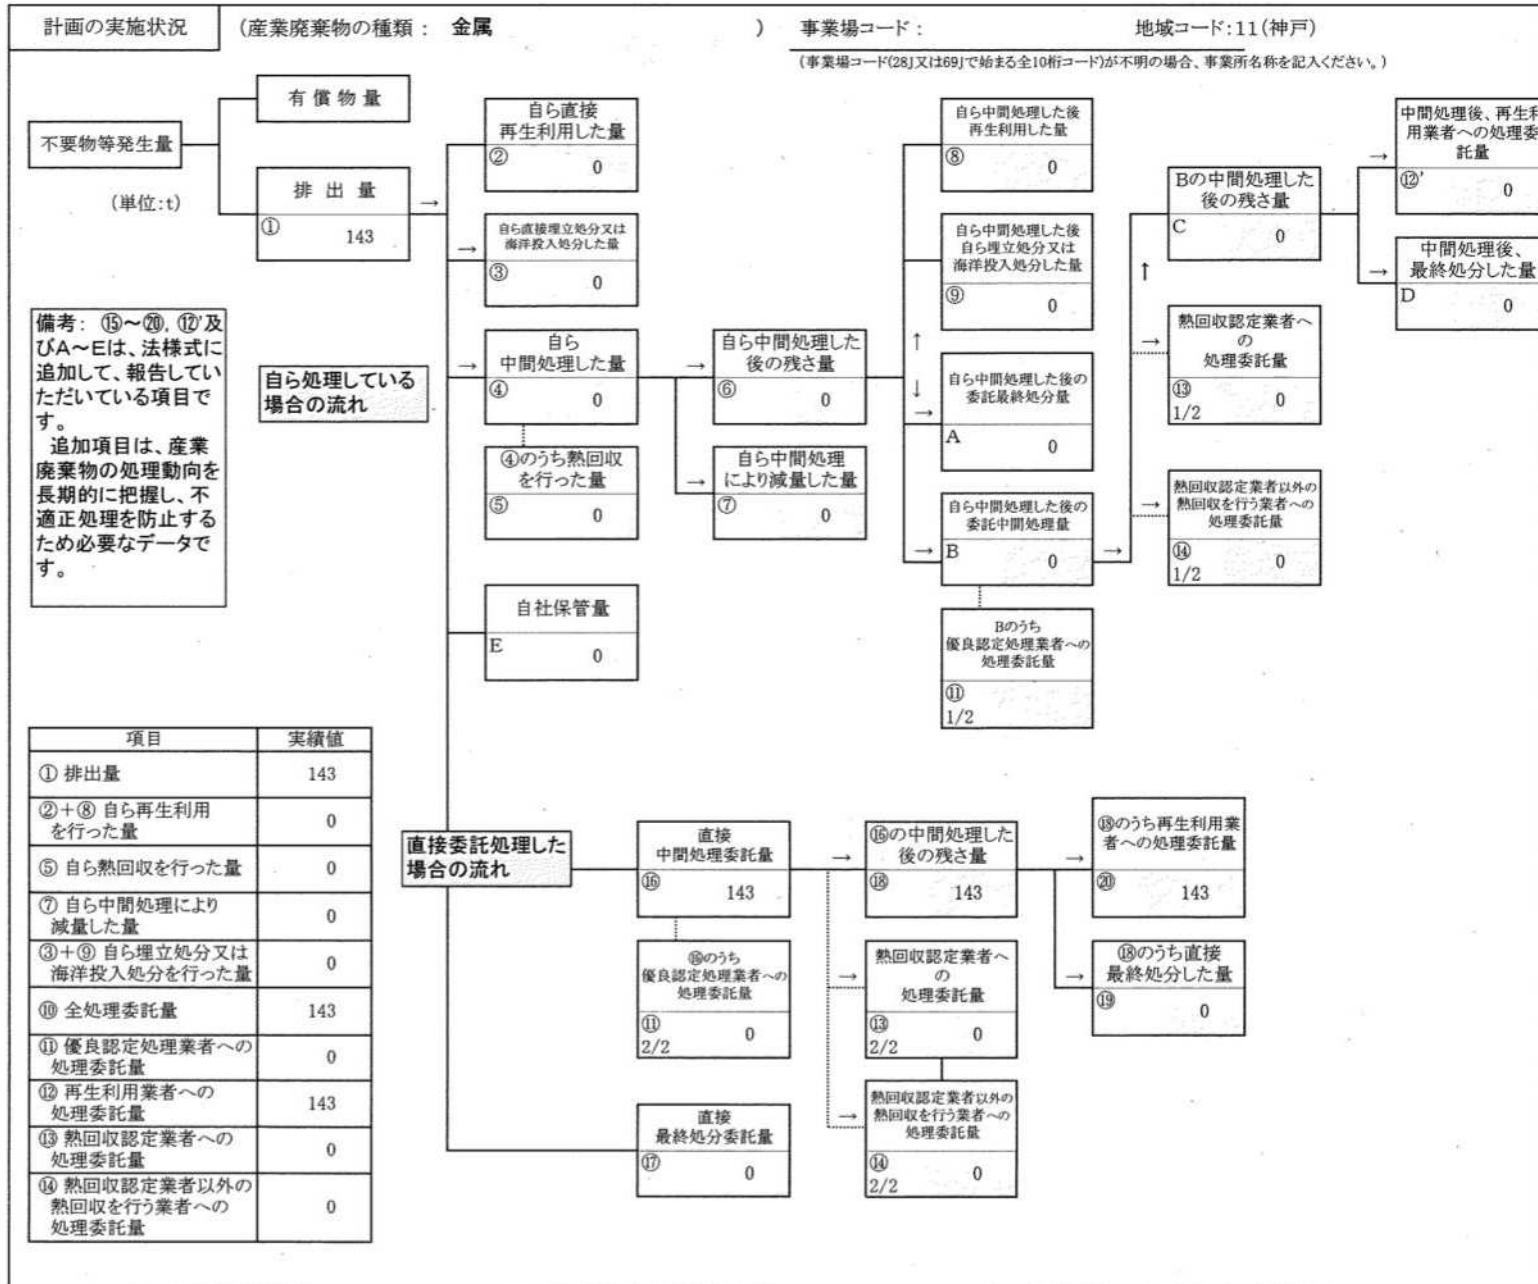 計画の実施状況 (産業廃棄物の種類: 金属 ) 事業場コード: 地域コード:11(神戸)
(事業場コード(28」又は69」で始まる全10桁コード)が不明の場合、事業所名称を記入ください。)
不要物等発生量
(単位:t)
有償物量
排出量
① 143
自ら直接
再生利用した量
② 0
自ら直接埋立処分又は
海洋投入処分した量
③ 0
自ら
中間処理した量
④ 0
④のうち熱回収
を行った量
⑤ 0
自ら中間処理した
後の残さ量
⑥ 0
自ら中間処理
により減量した量
⑦ 0
自社保管量
E 0
自ら中間処理した後
再生利用した量
⑧ 0
自ら中間処理した後
自ら埋立処分又は
海洋投入処分した量
⑨ 0
自ら中間処理した後の
委託最終処分量
A 0
自ら中間処理した後の
委託中間処理量
B 0
Bのうち
優良認定処理業者への
処理委託量
⑪
1/2
Bの中間処理した
後の残さ量
C 0
熱回収認定業者へ
の
処理委託量
⑬ 0
1/2
熱回収認定業者以外の
熱回収を行う業者への
処理委託量
⑭ 0
1/2
中間処理後、再生利
用業者への処理委
託量
⑫' 0
中間処理後、
最終処分した量
D 0
備考: ⑮~⑳, ⑫'及
びA~Eは、法様式に
追加して、報告してい
ただいている項目で
す。
追加項目は、産業
廃棄物の処理動向を
長期的に把握し、不
適正処理を防止する
ため必要なデータで
す。
自ら処理している
場合の流れ
項目 実績値
① 排出量 143
②+⑧ 自ら再生利用
を行った量 0
⑤ 自ら熱回収を行った量 0
⑦ 自ら中間処理により
減量した量 0
③+⑨ 自ら埋立処分又は
海洋投入処分を行った量 0
⑩ 全処理委託量 143
⑪ 優良認定処理業者への
処理委託量 0
⑫ 再生利用業者への
処理委託量 143
⑬ 熱回収認定業者への
処理委託量 0
⑭ 熱回収認定業者以外の
熱回収を行う業者への
処理委託量 0
直接委託処理した
場合の流れ
直接
中間処理委託量
⑯ 143
⑯のうち
優良認定処理業者への
処理委託量
⑪ 0
2/2
直接
最終処分委託量
⑰ 0
⑯の中間処理した
後の残さ量
⑱ 143
熱回収認定業者へ
の
処理委託量
⑬ 0
2/2
熱回収認定業者以外の
熱回収を行う業者への
処理委託量
⑭ 0
2/2
⑱のうち再生利用業
者への処理委託量
⑳ 143
⑱のうち直接
最終処分した量
⑲ 0